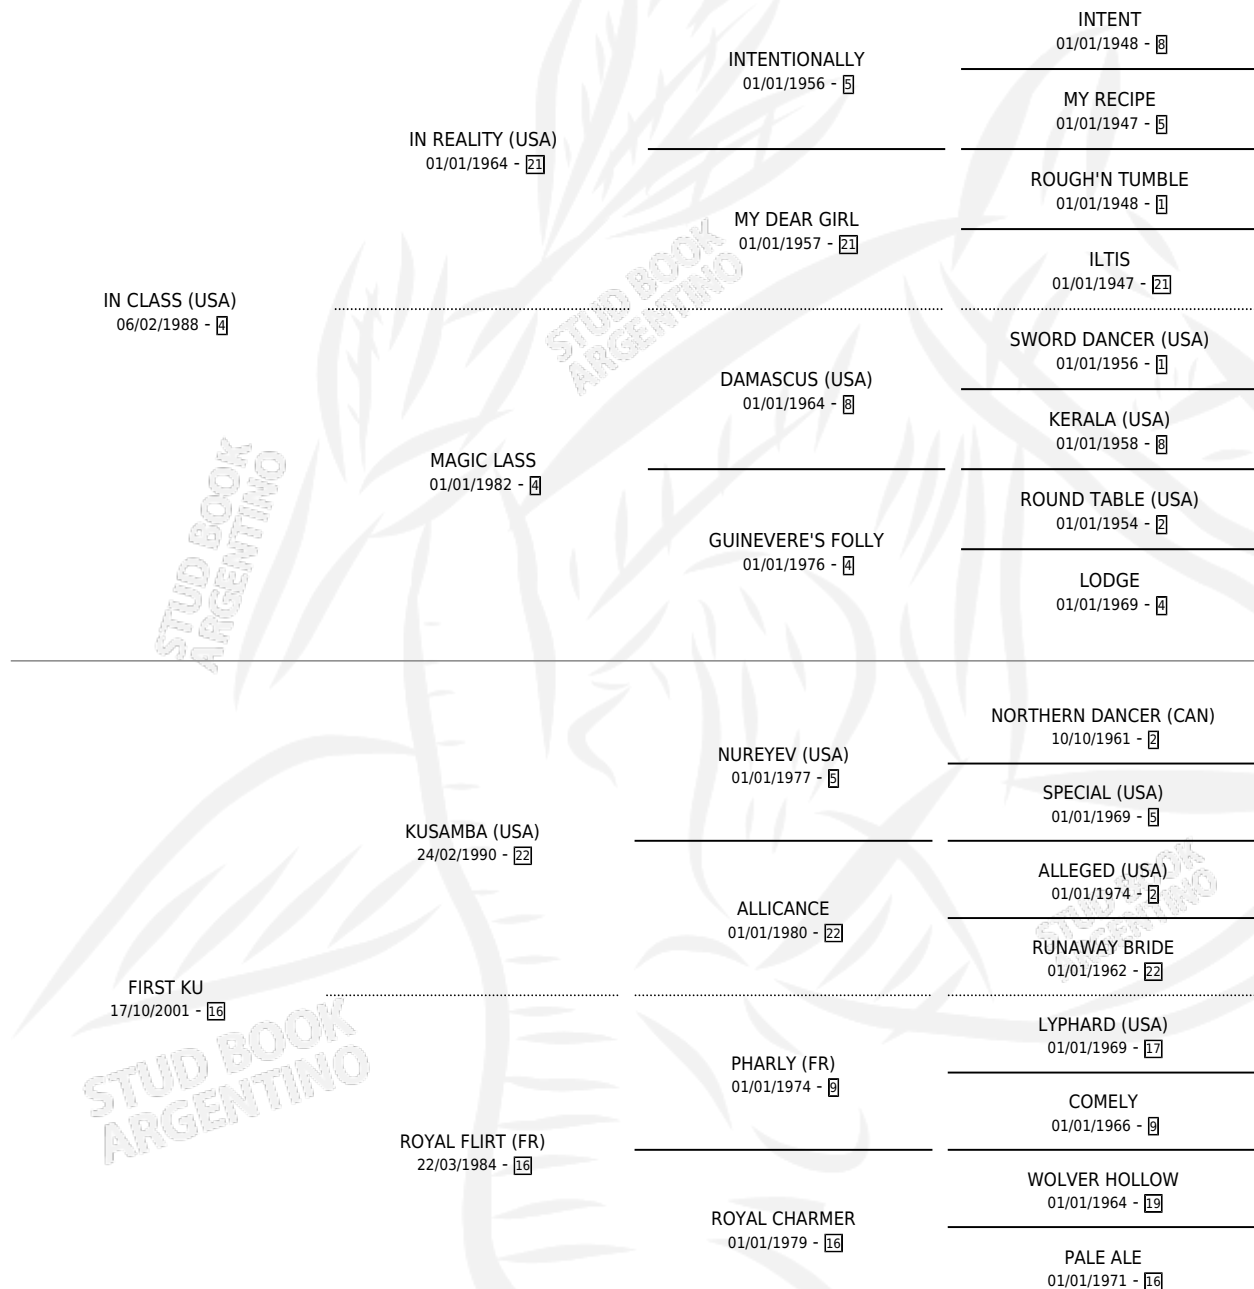 INTENT
01/01/1948 - 8
INTENTIONALLY
01/01/1956 - 5
MY RECIPE
01/01/1947 - 5
IN REALITY (USA)
01/01/1964 - 21
ROUGH'N TUMBLE
01/01/1948 - 1
MY DEAR GIRL
01/01/1957 - 21
ILTIS
01/01/1947 - 21
IN CLASS (USA)
06/02/1988 - 4
SWORD DANCER (USA)
01/01/1956 - 1
DAMASCUS (USA)
01/01/1964 - 8
KERALA (USA)
01/01/1958 - 8
MAGIC LASS
01/01/1982 - 4
ROUND TABLE (USA)
01/01/1954 - 2
GUINEVERE'S FOLLY
01/01/1976 - 4
LODGE
01/01/1969 - 4
NORTHERN DANCER (CAN)
10/10/1961 - 2
NUREYEV (USA)
01/01/1977 - 5
SPECIAL (USA)
01/01/1969 - 5
KUSAMBA (USA)
24/02/1990 - 22
ALLEGED (USA)
01/01/1974 - 2
ALLICANCE
01/01/1980 - 22
RUNAWAY BRIDE
01/01/1962 - 22
FIRST KU
17/10/2001 - 16
LYPHARD (USA)
01/01/1969 - 17
PHARLY (FR)
01/01/1974 - 9
COMELY
01/01/1966 - 9
ROYAL FLIRT (FR)
22/03/1984 - 16
WOLVER HOLLOW
01/01/1964 - 19
ROYAL CHARMER
01/01/1979 - 16
PALE ALE
01/01/1971 - 16
STUD BOOK
ARGENTINO
STUD BOOK
ARGENTINO
STUD BOOK
ARGENTINO
STUD BOOK
ARGENTINO